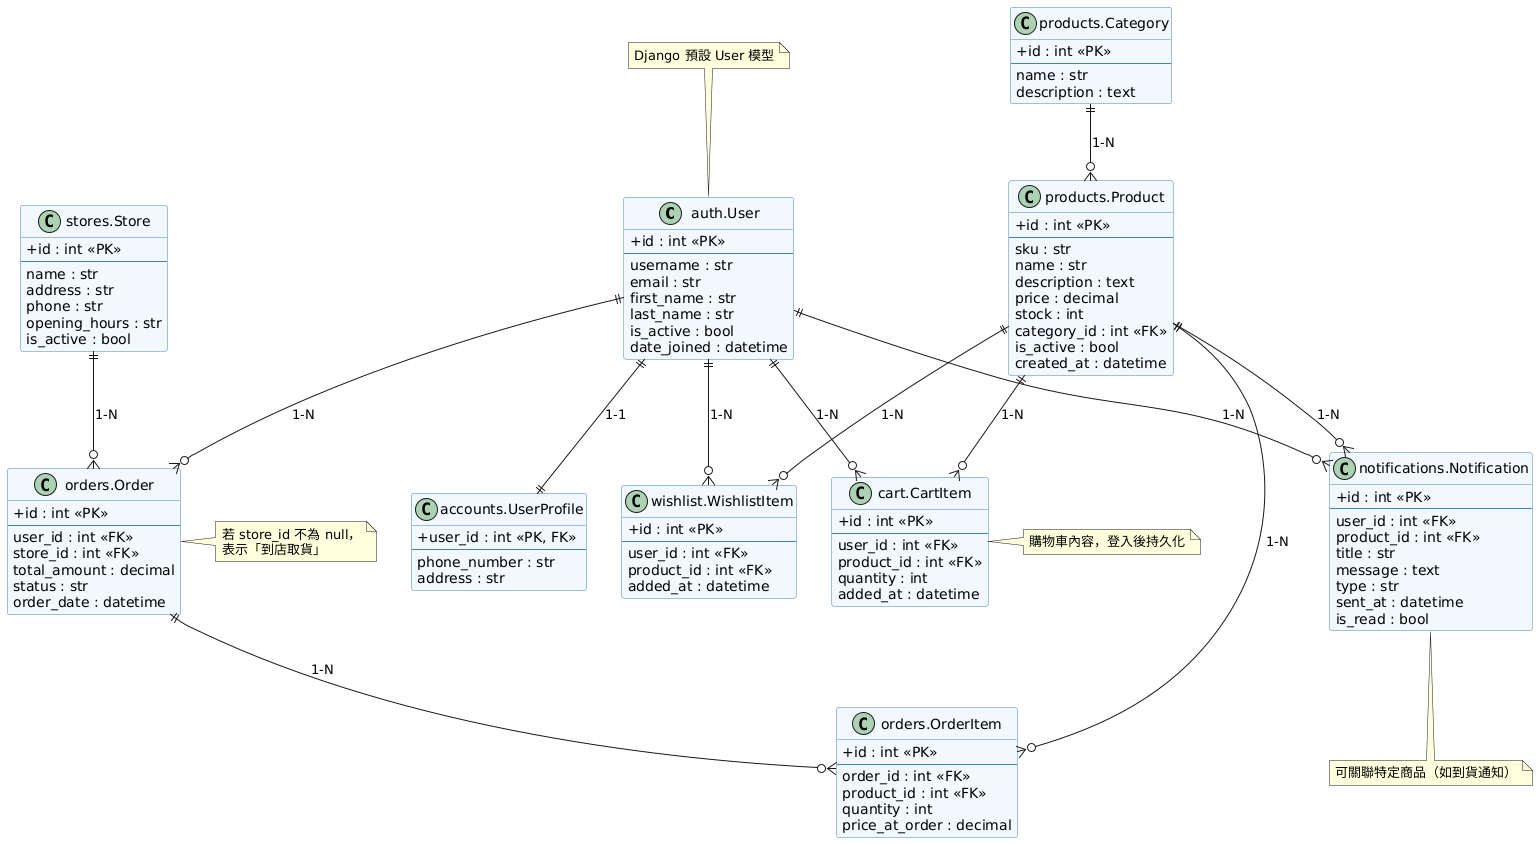 products.Category
+id : int «PK»
name : str
description : text
Django 預設 User 模型
1-N
stores.Store
+id : int «PK»
name : str
address : str
phone : str
opening_hours : str
is_active : bool
auth.User
+id : int «PK»
username : str
email : str
first_name : str
last_name : str
is_active : bool
date_joined : datetime
products.Product
+id : int «PK»
sku : str
name : str
description : text
price : decimal
stock : int
category_id : int «FK»
is_active : bool
created_at : datetime
1-N
1-N
1-1
1-N
1-N
1-N
1-N
1-N
1-N
orders.Order
+id : int «PK»
user_id : int «FK»
store_id : int «FK»
total_amount : decimal
status : str
order_date : datetime
若 store_id 不為 null，
表示「到店取貨」
accounts.UserProfile
+user_id : int «PK, FK»
phone_number : str
address : str
wishlist.WishlistItem
+id : int «PK»
user_id : int «FK»
product_id : int «FK»
added_at : datetime
cart.CartItem
+id : int «PK»
user_id : int «FK»
product_id : int «FK»
quantity : int
added_at : datetime
購物車內容，登入後持久化
1-N
notifications.Notification
+id : int «PK»
user_id : int «FK»
product_id : int «FK»
title : str
message : text
type : str
sent_at : datetime
is_read : bool
1-N
orders.OrderItem
+id : int «PK»
order_id : int «FK»
product_id : int «FK»
quantity : int
price_at_order : decimal
可關聯特定商品（如到貨通知）